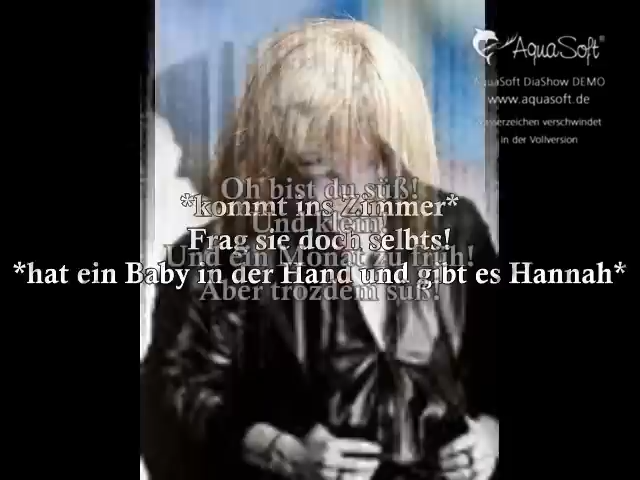 AquaSoft®
AquaSoft DiaShow DEMO
www.aquasoft.de
Wasserzeichen verschwindet
in der Vollversion
Oh bist du süß!
*kommt ins Zimmer*
Und klein!
Frag sie doch selbts!
Und ein Monat zu früh!
*hat ein Baby in der Hand und gibt es Hannah*
Aber trozdem süß!